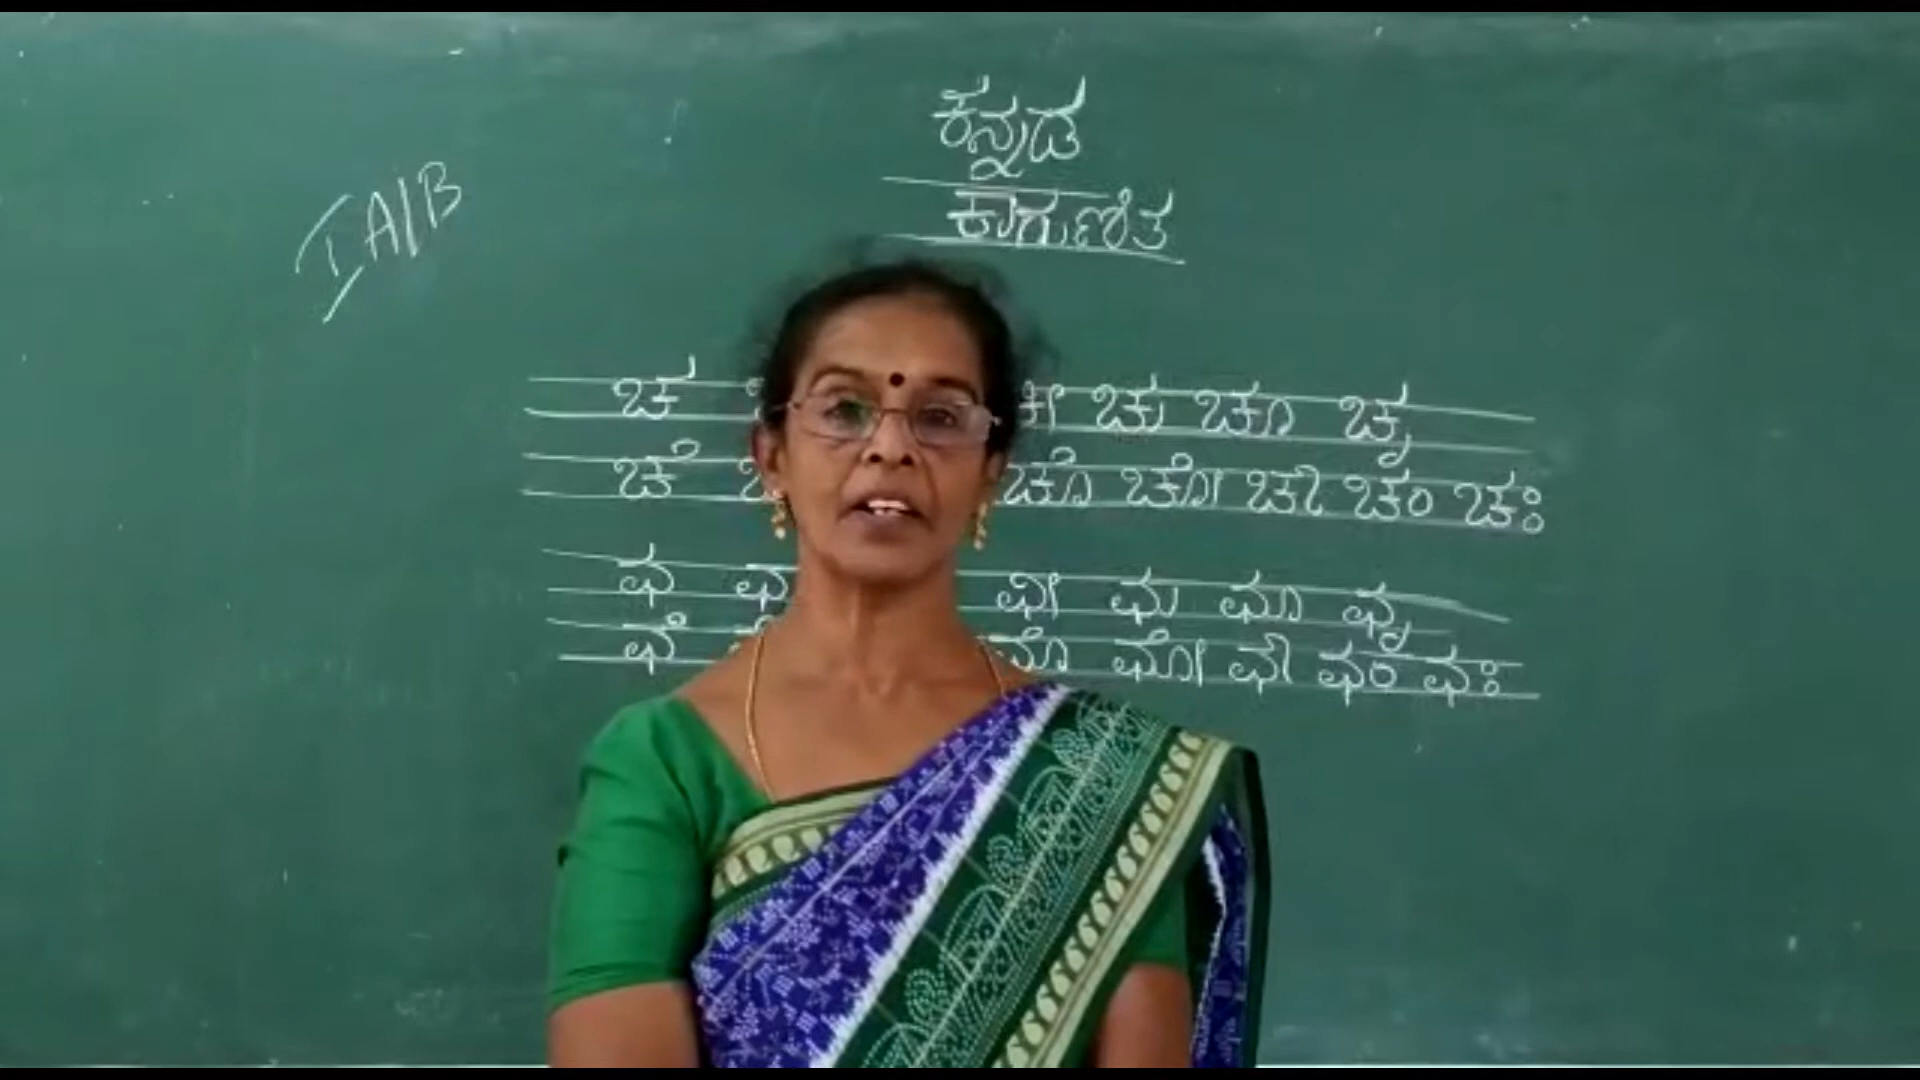 ಕನ್ನಡ
I A/B
ಕಾಗುಣಿತ
ಚ ಚು ಚೂ ಚೃ
ಚೆ ಚೊ ಚೋ ಚೌ ಚಂ ಚಃ
ಛ ಛೀ ಛು ಛೂ ಛೃ
ಛೆ ಛೋ ಛೌ ಛಂ ಛಃ